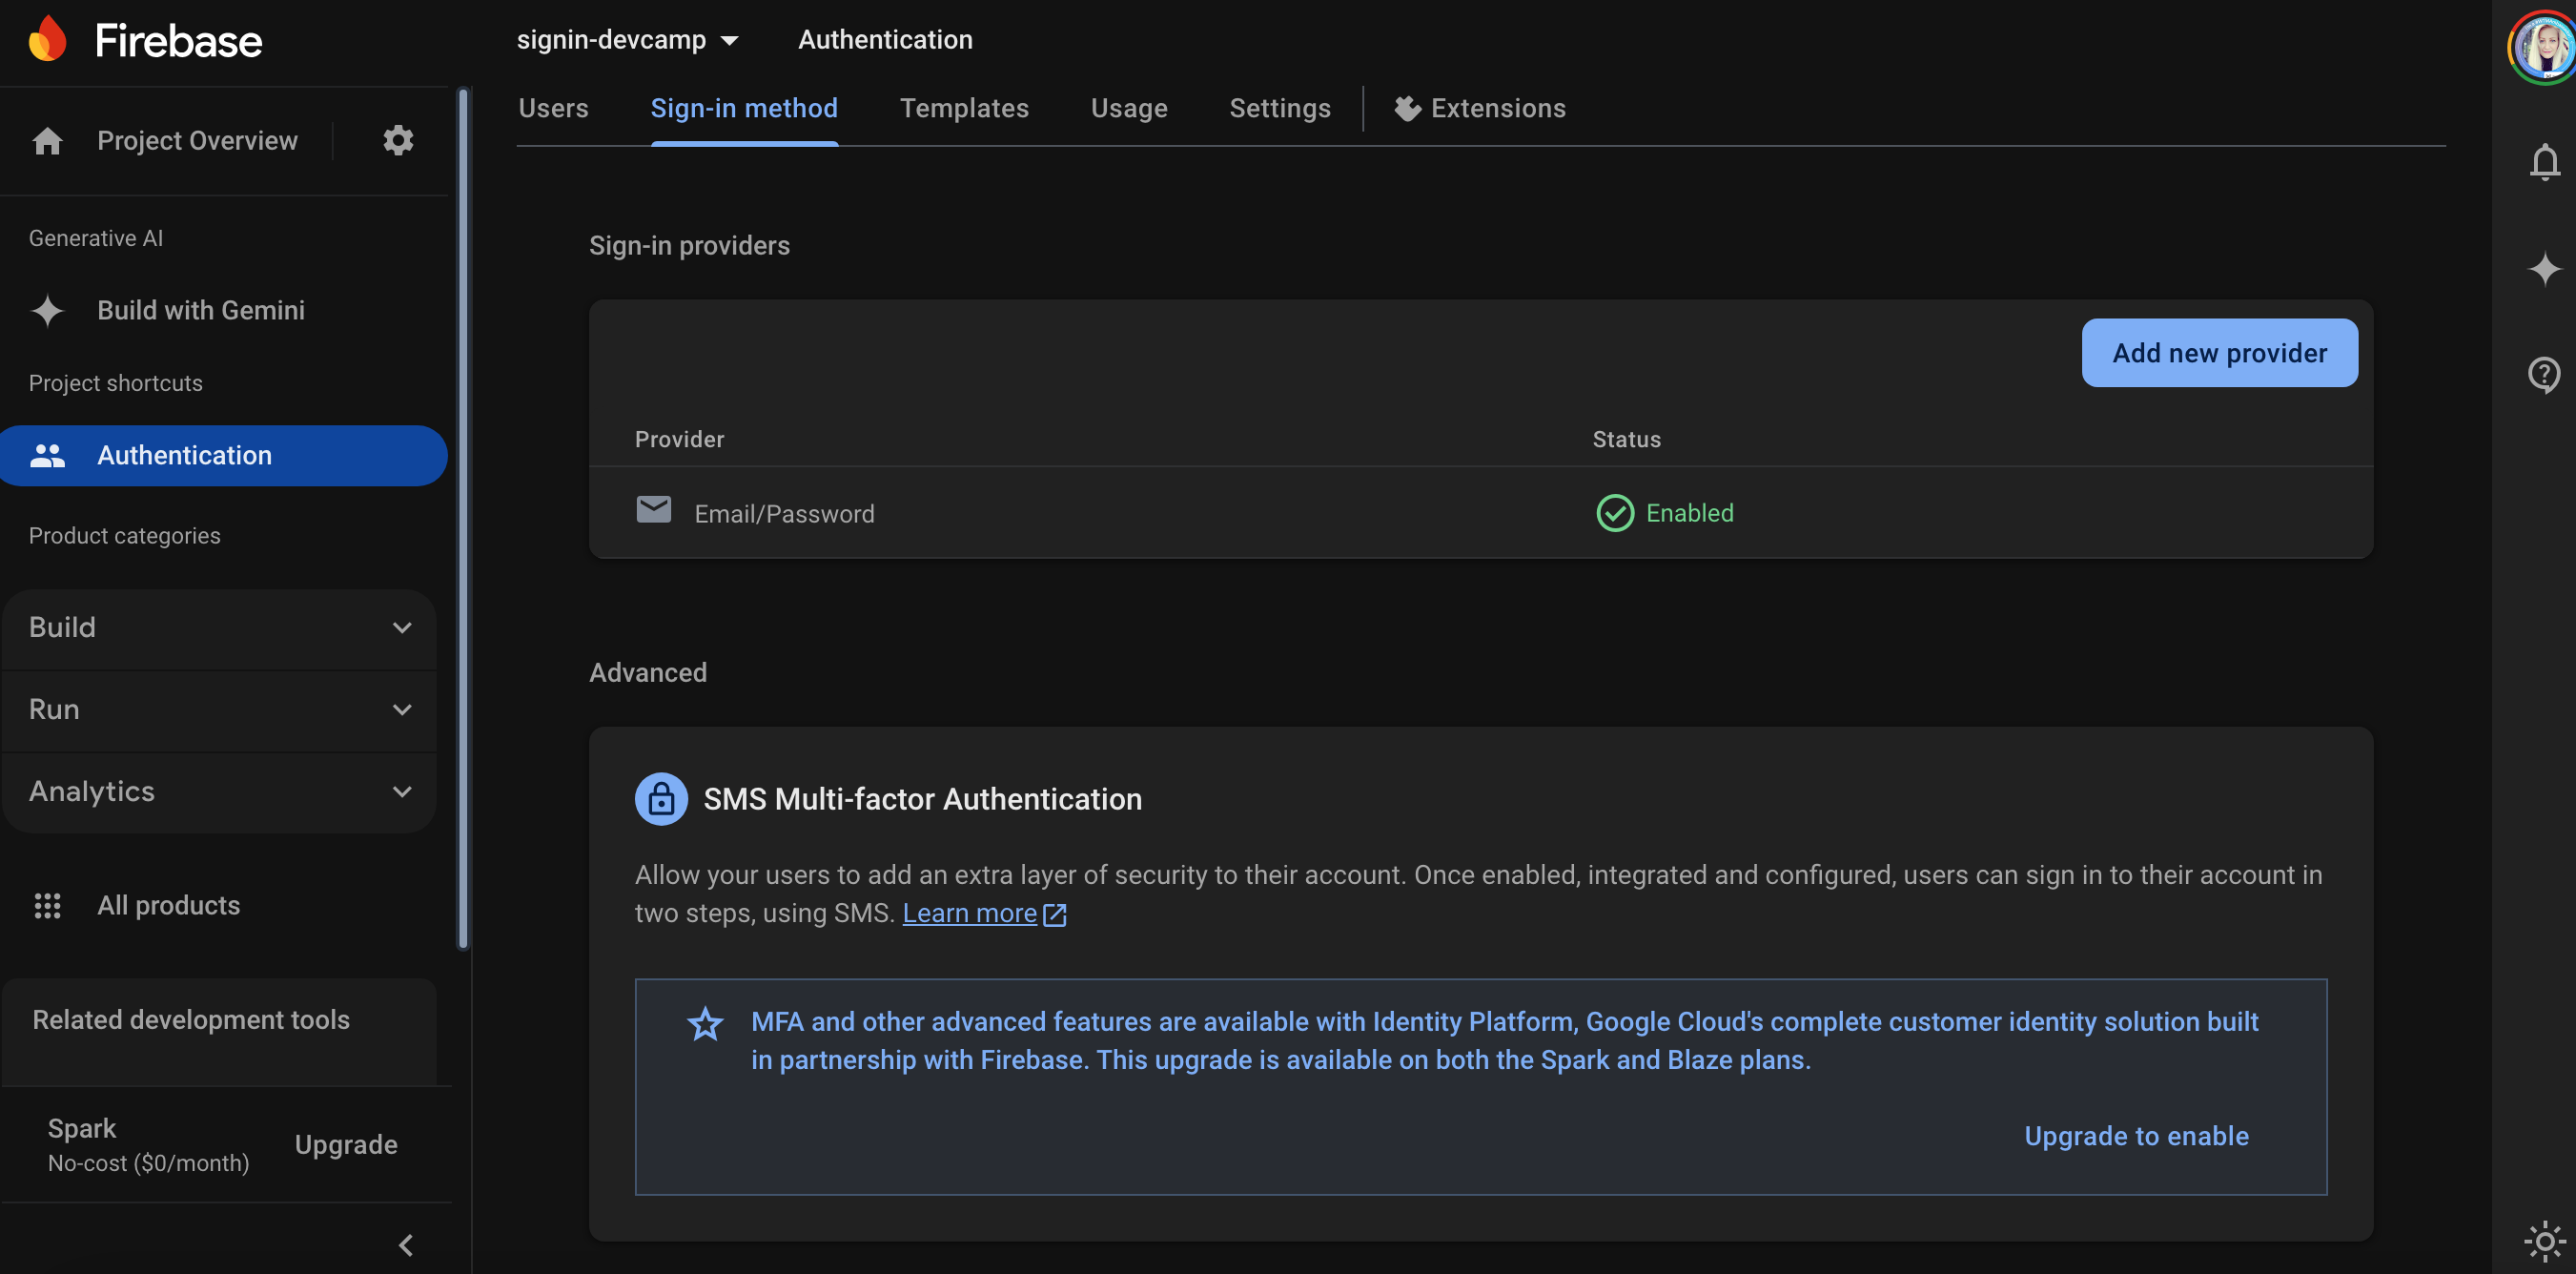 Firebase
signin-devcamp
Authentication
Users
Sign-in method
Templates
Usage
Settings
Extensions
Project Overview
Generative AI
Build with Gemini
Project shortcuts
Authentication
Product categories
Build
Run
Analytics
All products
Related development tools
Spark
No-cost ($0/month)
Upgrade
Sign-in providers
Add new provider
Provider
Status
Email/Password
Enabled
Advanced
SMS Multi-factor Authentication
Allow your users to add an extra layer of security to their account. Once enabled, integrated and configured, users can sign in to their account in
two steps, using SMS. Learn more
MFA and other advanced features are available with Identity Platform, Google Cloud's complete customer identity solution built
in partnership with Firebase. This upgrade is available on both the Spark and Blaze plans.
Upgrade to enable